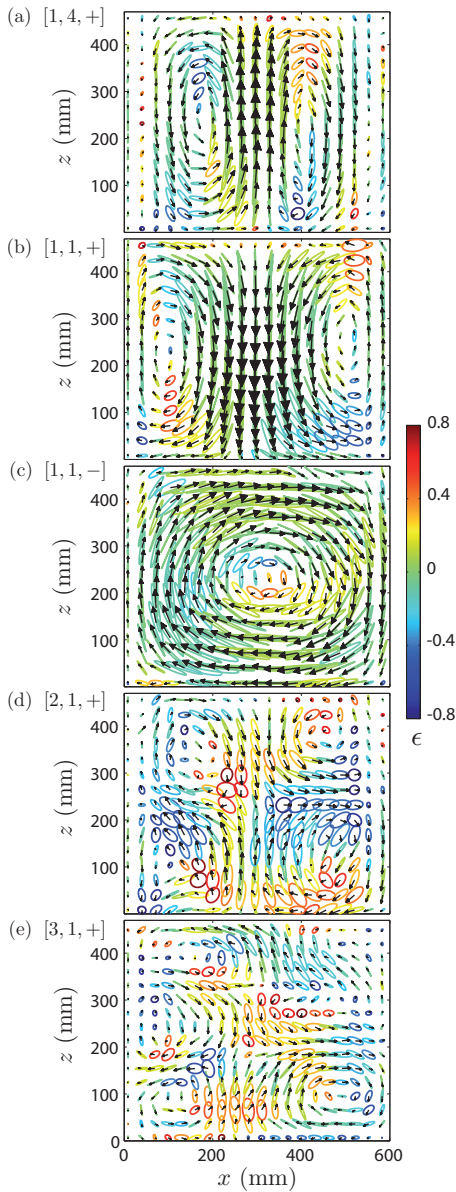 (a) [1, 4, +]
400
300
200
100
z (mm)
(b) [1, 1, +]
400
300
200
100
z (mm)
(c) [1, 1, −]
400
300
200
100
z (mm)
0.8
0.4
0
-0.4
-0.8
ϵ
(d) [2, 1, +]
400
300
200
100
z (mm)
(e) [3, 1, +]
400
300
200
100
0
z (mm)
0 200 400 600
x (mm)